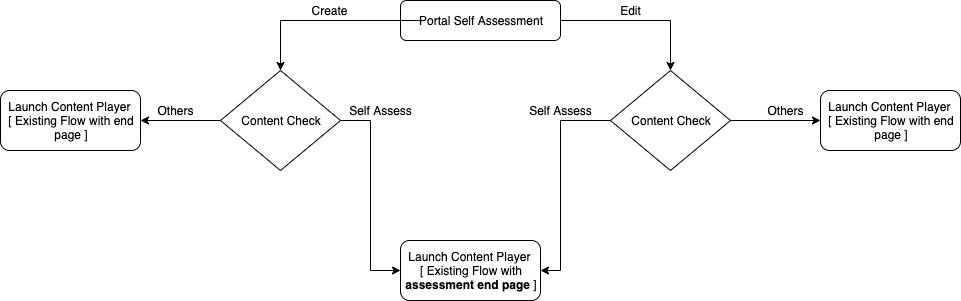 Create
Portal Self Assessment
Edit
Launch Content Player
[ Existing Flow with end
page ]
Others
Content Check
Self Assess
Self Assess
Content Check
Others
Launch Content Player
[ Existing Flow with end
page ]
Launch Content Player
[ Existing Flow with
assessment end page ]